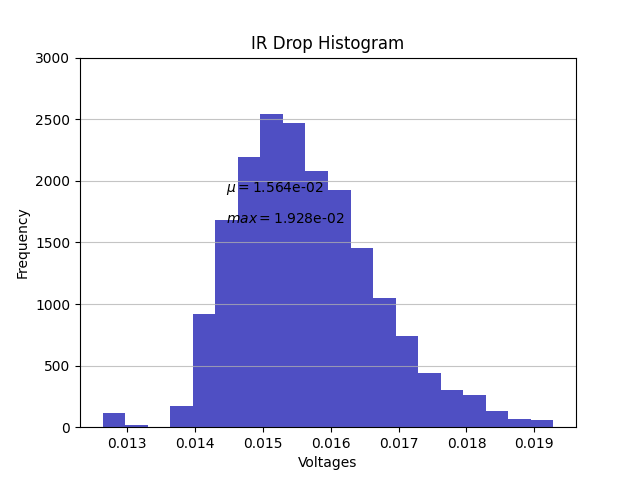 IR Drop Histogram
3000
2500
2000
1500
1000
500
0
Frequency
μ = 1.564e-02
max = 1.928e-02
0.013 0.014 0.015 0.016 0.017 0.018 0.019
Voltages